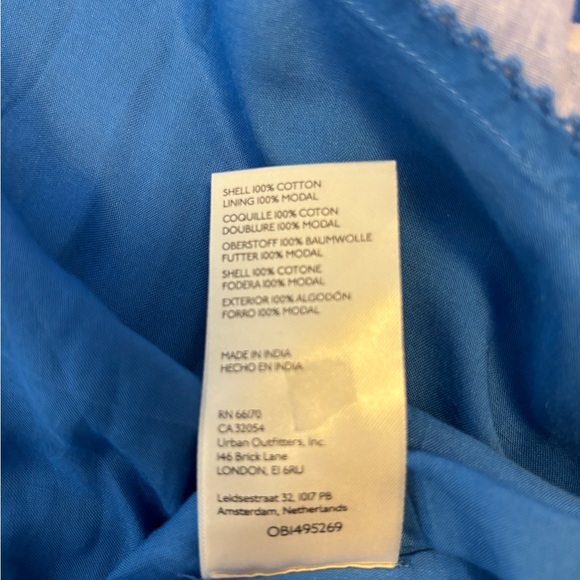 SHELL 100% COTTON
LINING 100% MODAL
COQUILLE 100% COTON
DOUBLURE 100% MODAL
OBERSTOFF 100% BAUMWOLLE
FUTTER 100% MODAL
SHELL 100% COTONE
FODERA 100% MODAL
EXTERIOR 100% ALGODÓN
FORRO 100% MODAL
MADE IN INDIA
HECHO EN INDIA
RN 66170
CA 32054
Urban Outfitters, Inc.
146 Brick Lane
LONDON, E1 6RU
Leidsestraat 32, 1017 PB
Amsterdam, Netherlands
OB1495269